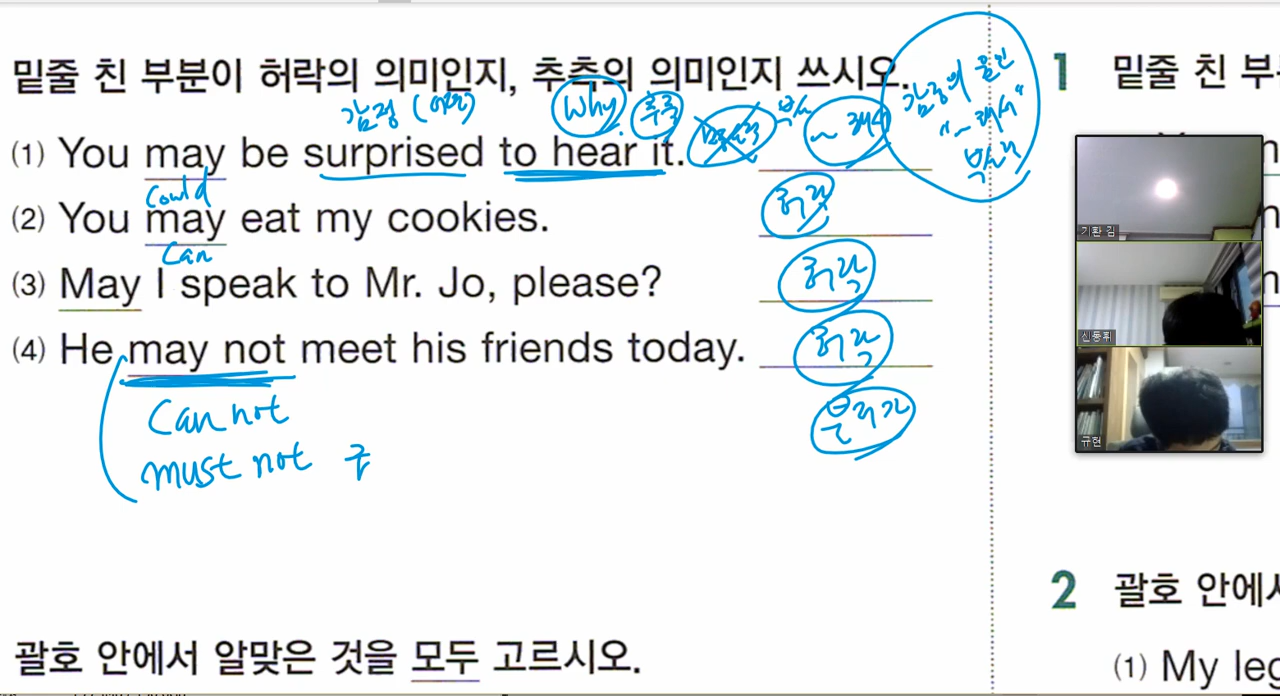 밑줄 친 부분이 허락의 의미인지, 추측의 의미인지 쓰시오.
감정의 원인
"~해서"
부사
감정
Why
추측
부사
~해서
(1) You may be surprised to hear it.
could
허락
(2) You may eat my cookies.
can
허락
(3) May I speak to Mr. Jo, please?
허락
(4) He may not meet his friends today.
can not
불허가
must not
괄호 안에서 알맞은 것을 모두 고르시오.
1 밑줄 친 부
기환 김
신동휘
규현
2 괄호 안에서
(1) My leg